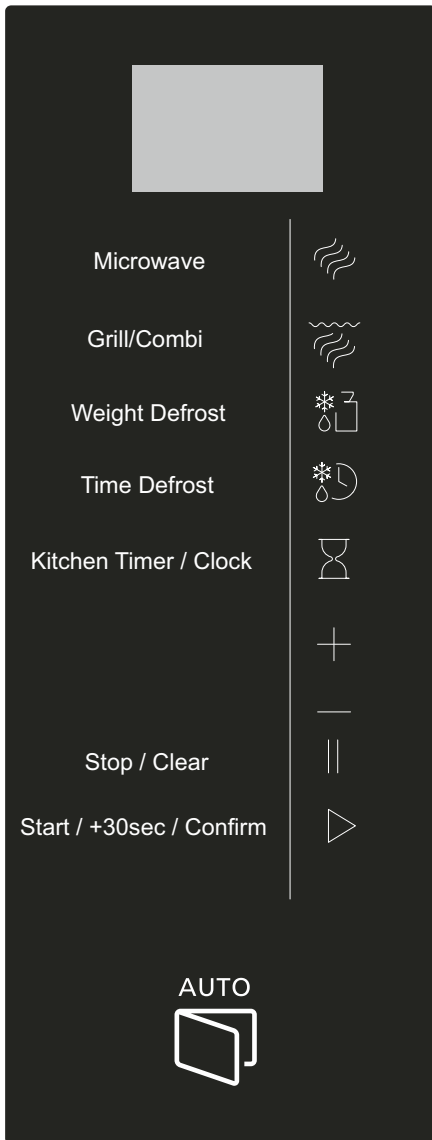 Microwave
Grill/Combi
Weight Defrost
Time Defrost
Kitchen Timer / Clock
Stop / Clear
Start / +30sec / Confirm
AUTO